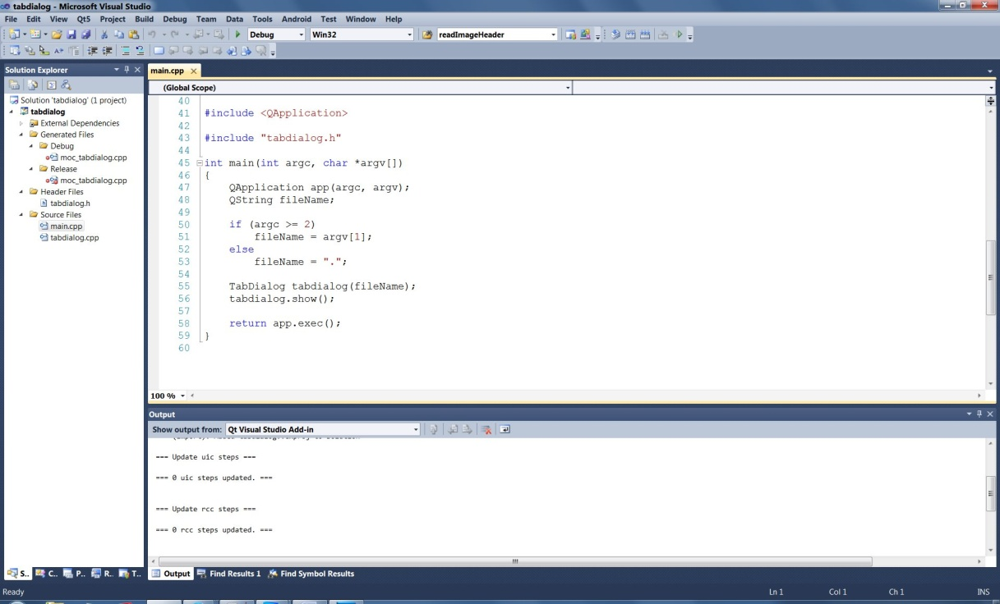 tabdialog - Microsoft Visual Studio
File Edit View Qt5 Project Build Debug Team Data Tools Android Test Window Help
Debug Win32 readImageHeader
Solution Explorer
main.cpp
(Global Scope)
Solution 'tabdialog' (1 project)
tabdialog
External Dependencies
Generated Files
Debug
moc_tabdialog.cpp
Release
moc_tabdialog.cpp
Header Files
tabdialog.h
Source Files
main.cpp
tabdialog.cpp
40
41 #include <QApplication>
42
43 #include "tabdialog.h"
44
45 int main(int argc, char *argv[])
46 {
47 QApplication app(argc, argv);
48 QString fileName;
49
50 if (argc >= 2)
51 fileName = argv[1];
52 else
53 fileName = ".";
54
55 TabDialog tabdialog(fileName);
56 tabdialog.show();
57
58 return app.exec();
59 }
60
100 %
Output
Show output from: Qt Visual Studio Add-in
=== Update uic steps ===
=== 0 uic steps updated. ===
=== Update rcc steps ===
=== 0 rcc steps updated. ===
S.. C.. P.. R.. T..
Output Find Results 1 Find Symbol Results
Ready Ln 1 Col 1 Ch 1 INS